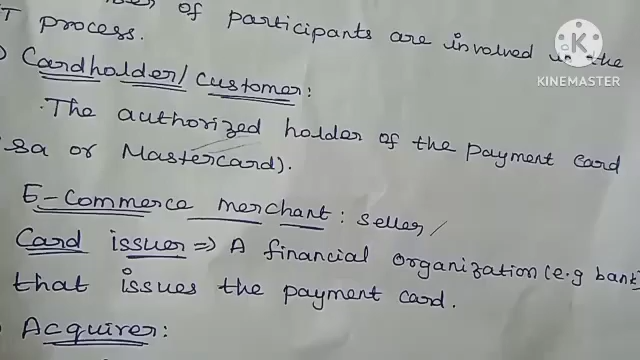 of participants are involved in the
T process.
Cardholder/customer:
The authorized holder of the payment card
sa or Mastercard).
E-commerce merchant: seller/
Card issuer => A financial organization(e.g bank)
that issues the payment card.
Acquirer:
K
KINEMASTER